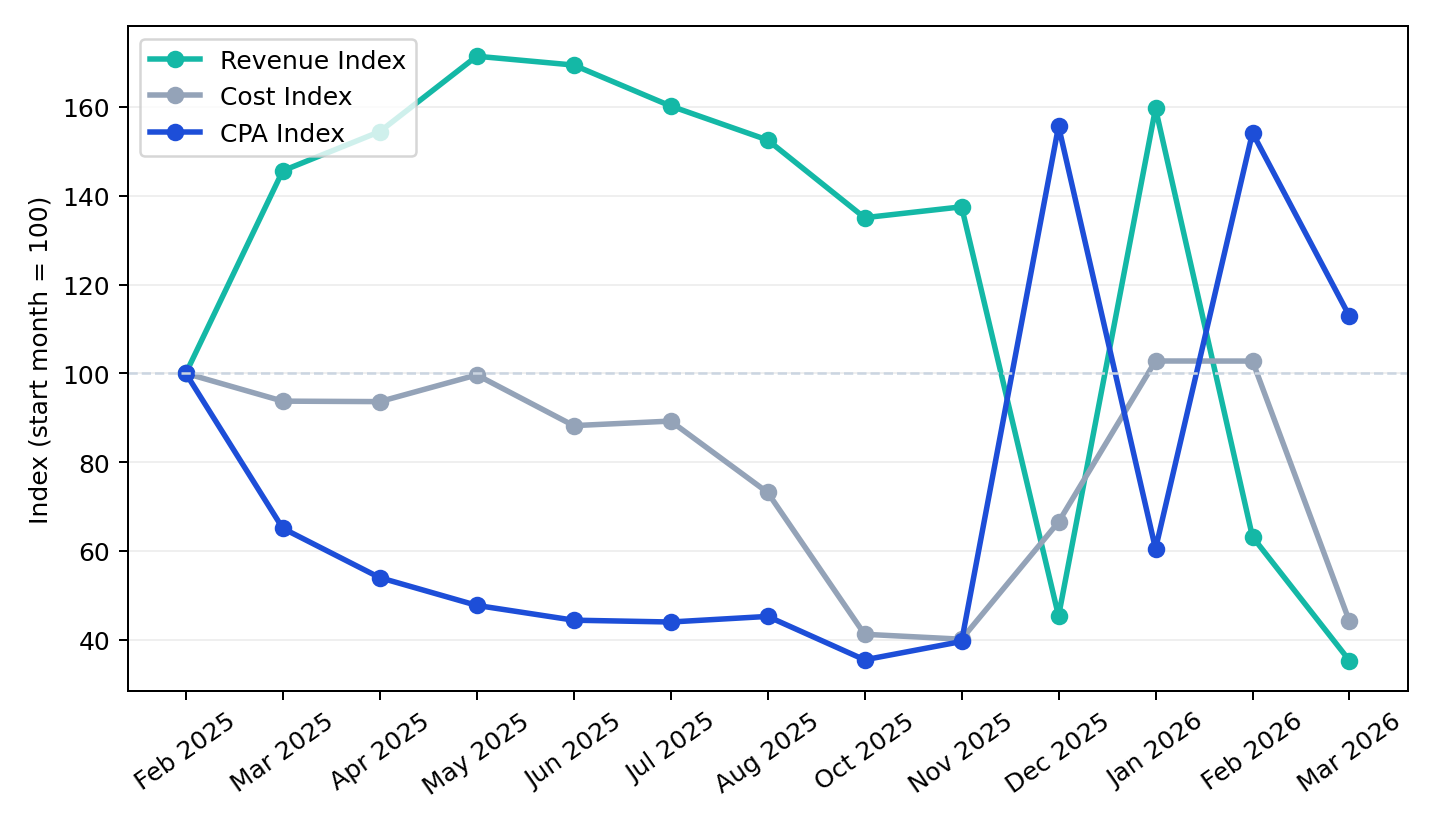 Revenue Index
Cost Index
CPA Index
Index (start month = 100)
160
140
120
100
80
60
40
Feb 2025
Mar 2025
Apr 2025
May 2025
Jun 2025
Jul 2025
Aug 2025
Oct 2025
Nov 2025
Dec 2025
Jan 2026
Feb 2026
Mar 2026